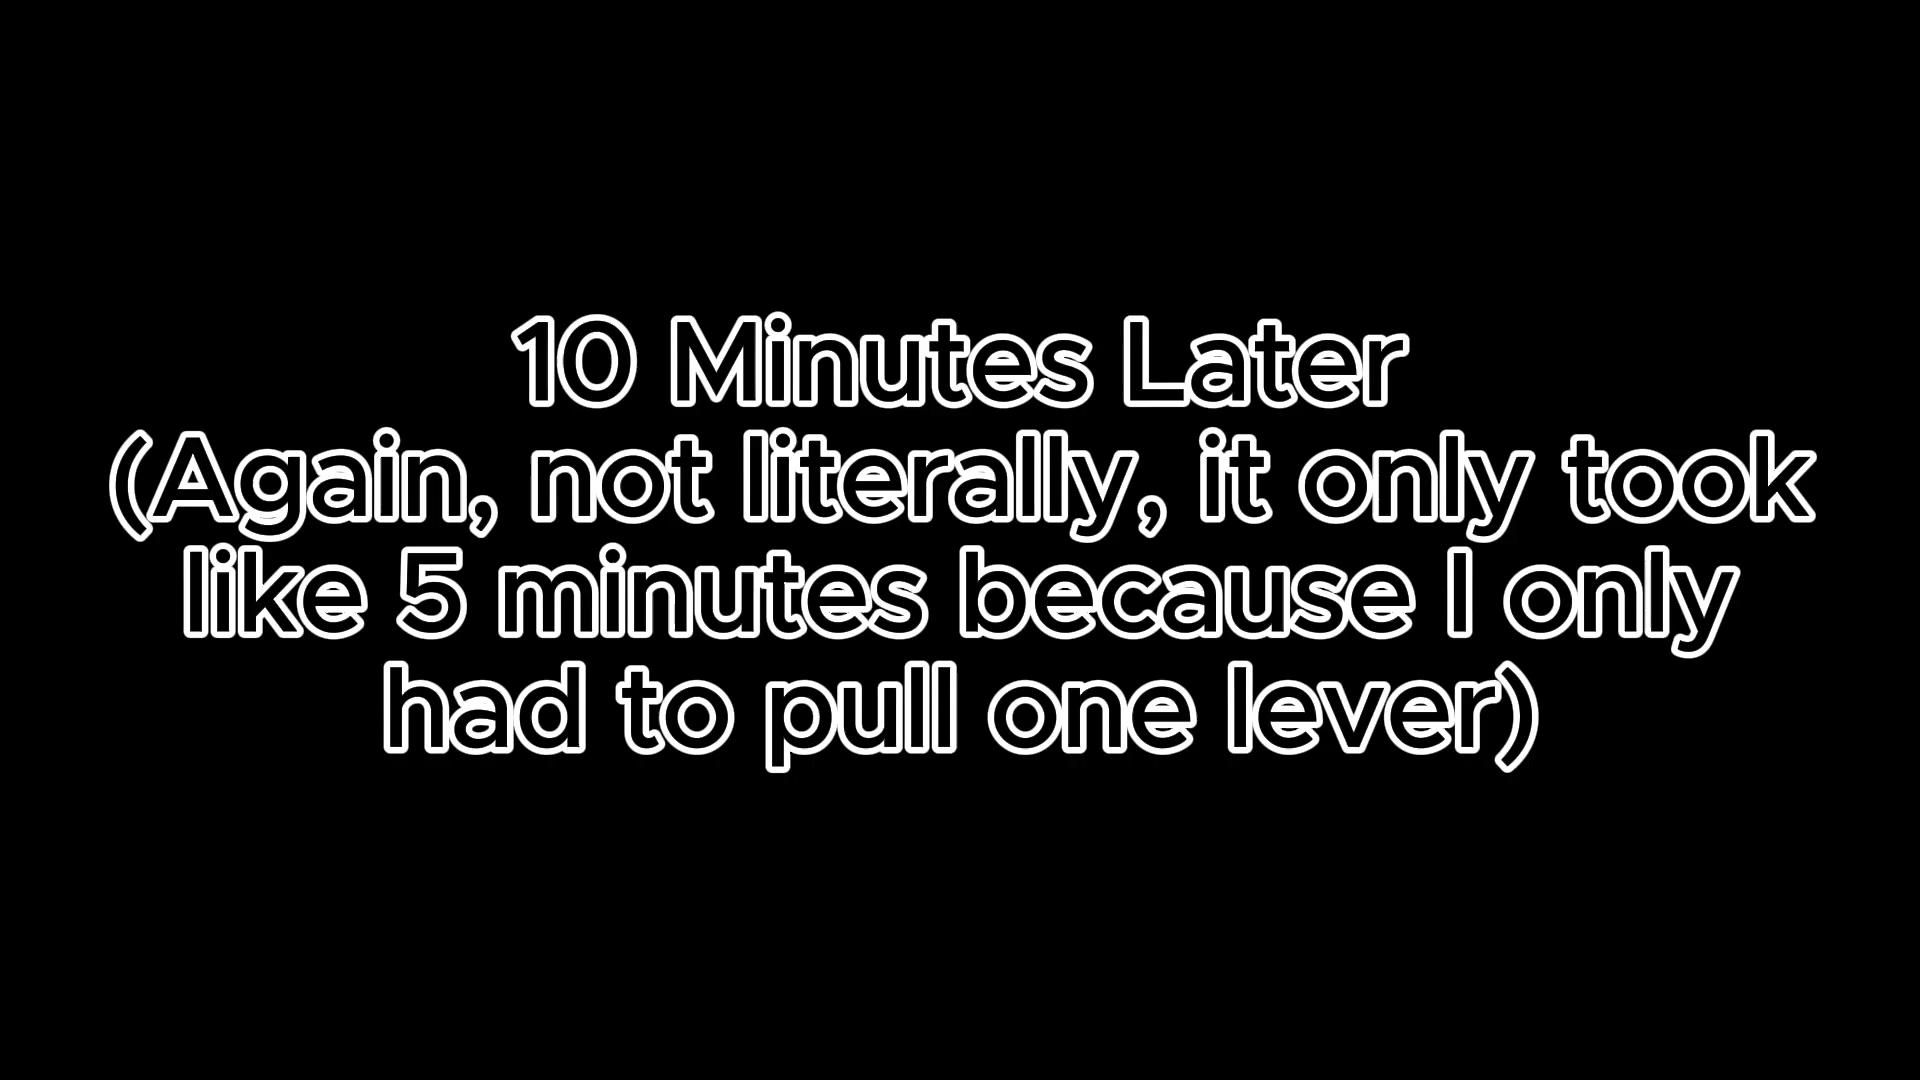 10 Minutes Later
(Again, not literally, it only took
like 5 minutes because I only
had to pull one lever)